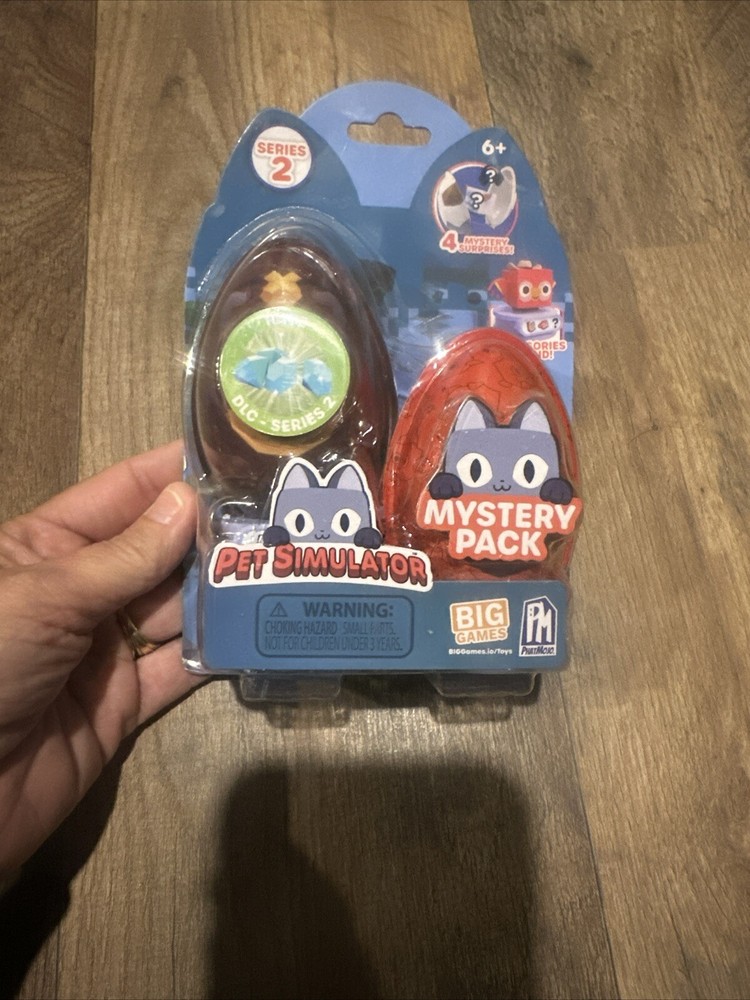 SERIES
2
6+
?
?
4 MYSTERY
SURPRISES!
?
DLC - SERIES 2
MYSTERY
PACK
PET SIMULATOR
WARNING:
CHOKING HAZARD SMALL PARTS.
NOT FOR CHILDREN UNDER 3 YEARS.
BIG
GAMES
BIGGames.io/Toys
PM
PHATMOJO